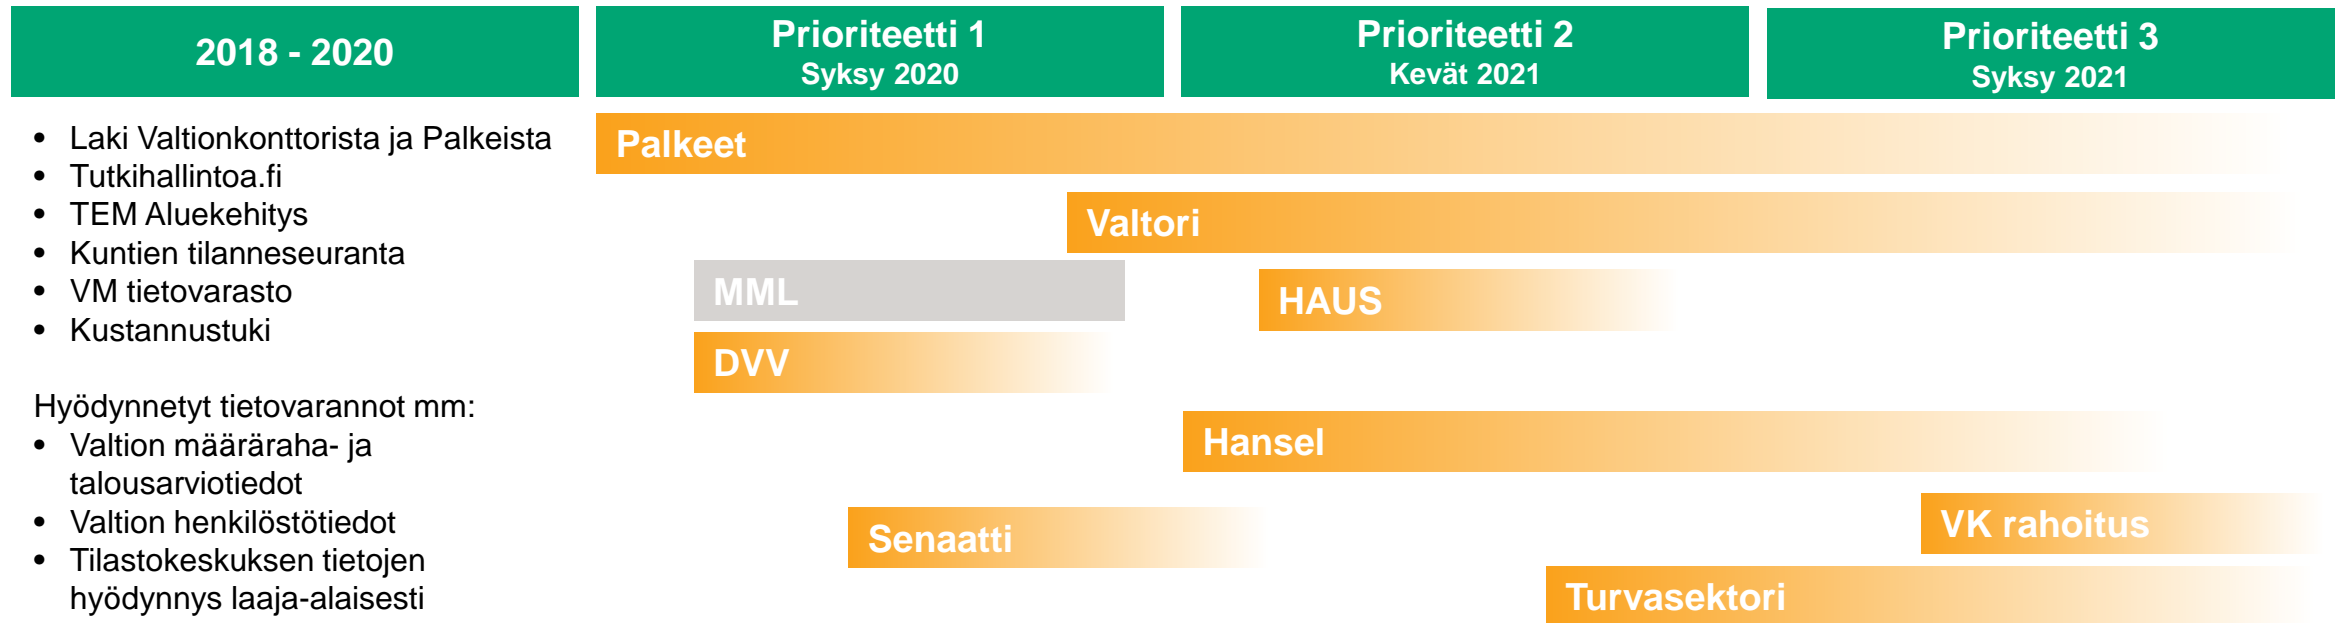 2018 - 2020
Prioriteetti 1
Syksy 2020
Prioriteetti 2
Kevät 2021
Prioriteetti 3
Syksy 2021
• Laki Valtionkonttorista ja Palkeista
• Tutkihallintoa.fi
• TEM Aluekehitys
• Kuntien tilanneseuranta
• VM tietovarasto
• Kustannustuki
Hyödynnetyt tietovarannot mm:
• Valtion määräraha- ja
talousarviotiedot
• Valtion henkilöstötiedot
• Tilastokeskuksen tietojen
hyödynnys laaja-alaisesti
Palkeet
Valtori
MML
HAUS
DVV
Hansel
Senaatti
VK rahoitus
Turvasektori